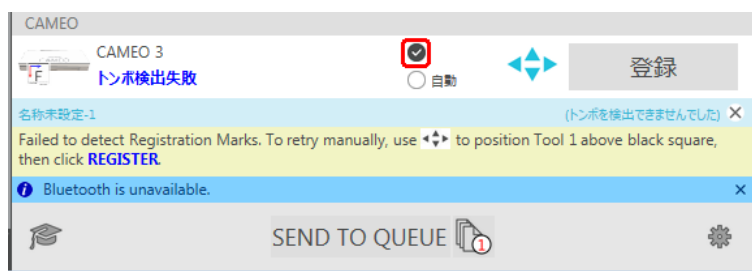 CAMEO
CAMEO 3
トンボ検出失敗
自動
登録
名称未設定-1
(トンボを検出できませんでした)
Failed to detect Registration Marks. To retry manually, use to position Tool 1 above black square,
then click REGISTER.
Bluetooth is unavailable.
SEND TO QUEUE
1